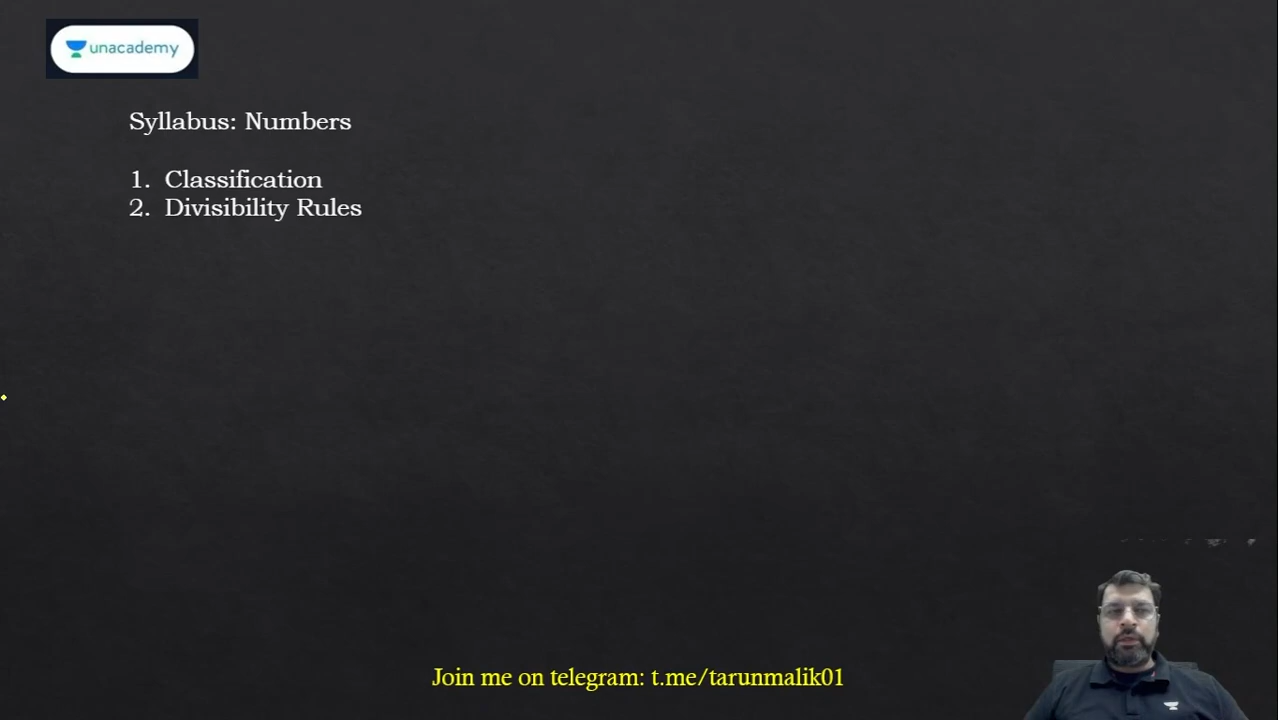 unacademy
Syllabus: Numbers
1. Classification
2. Divisibility Rules
Join me on telegram: t.me/tarunmalik01